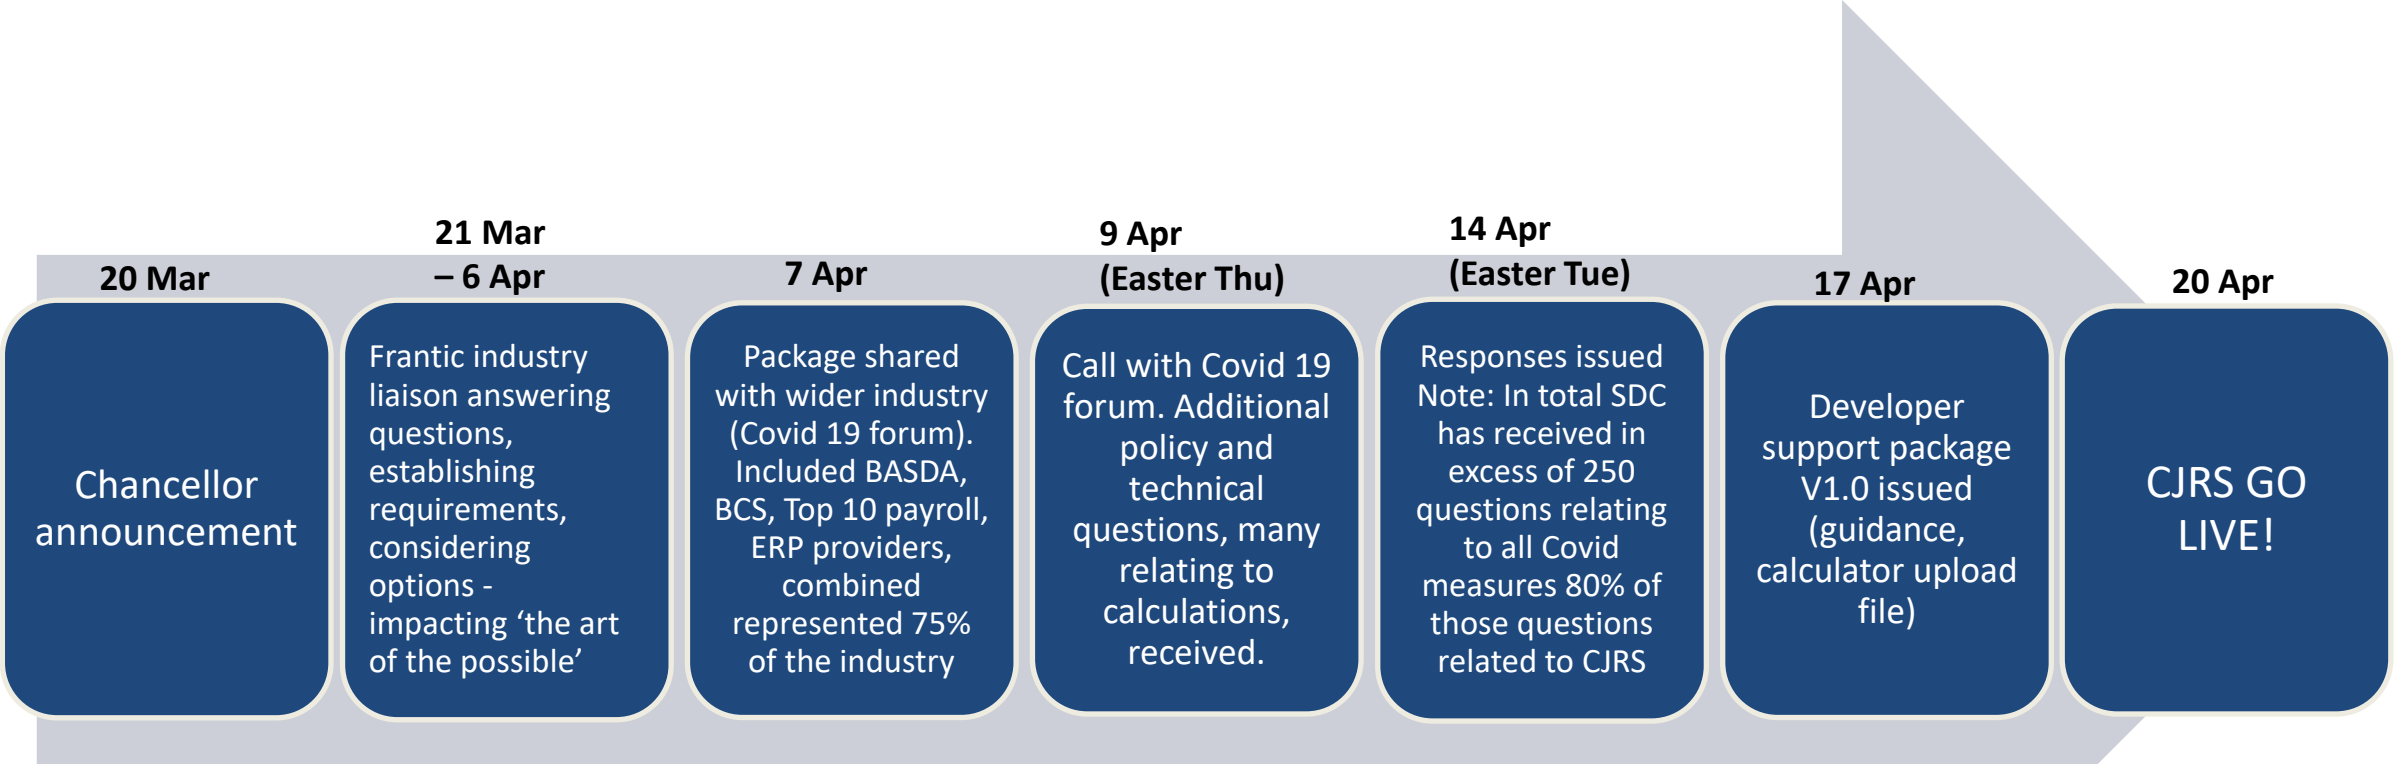 20 Mar
Chancellor
announcement
21 Mar
– 6 Apr
Frantic industry
liaison answering
questions,
establishing
requirements,
considering
options -
impacting ‘the art
of the possible’
7 Apr
Package shared
with wider industry
(Covid 19 forum).
Included BASDA,
BCS, Top 10 payroll,
ERP providers,
combined
represented 75%
of the industry
9 Apr
(Easter Thu)
Call with Covid 19
forum. Additional
policy and
technical
questions, many
relating to
calculations,
received.
14 Apr
(Easter Tue)
Responses issued
Note: In total SDC
has received in
excess of 250
questions relating
to all Covid
measures 80% of
those questions
related to CJRS
17 Apr
Developer
support package
V1.0 issued
(guidance,
calculator upload
file)
20 Apr
CJRS GO
LIVE!